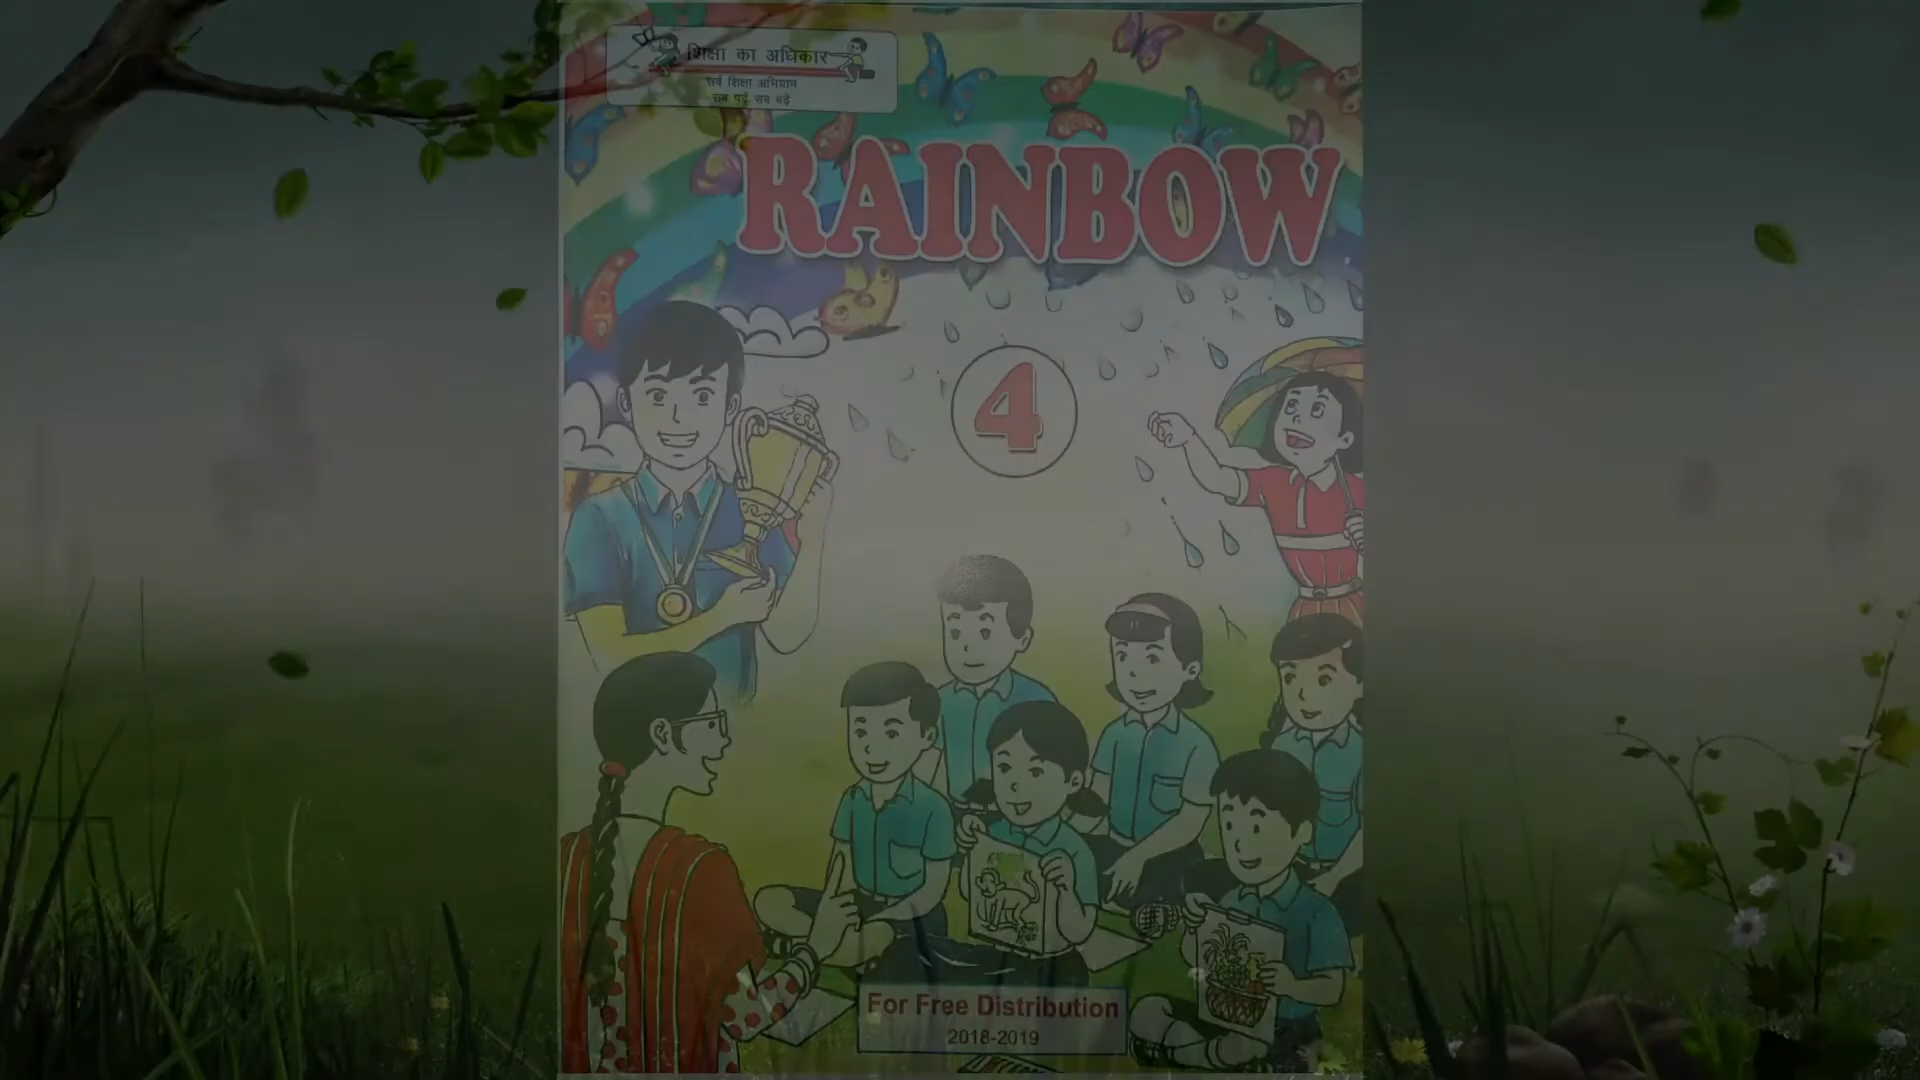 शिक्षा का अधिकार
सर्व शिक्षा अभियान
सब पढ़ें सब बढ़ें
RAINBOW
4
For Free Distribution
2018-2019